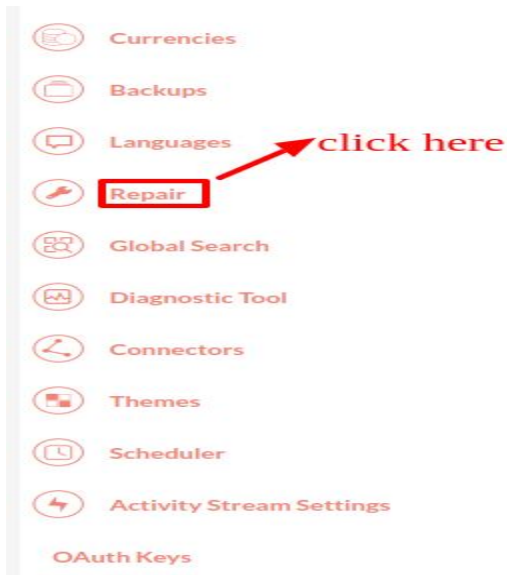 Currencies
Backups
Languages
click here
Repair
Global Search
Diagnostic Tool
Connectors
Themes
Scheduler
Activity Stream Settings
OAuth Keys